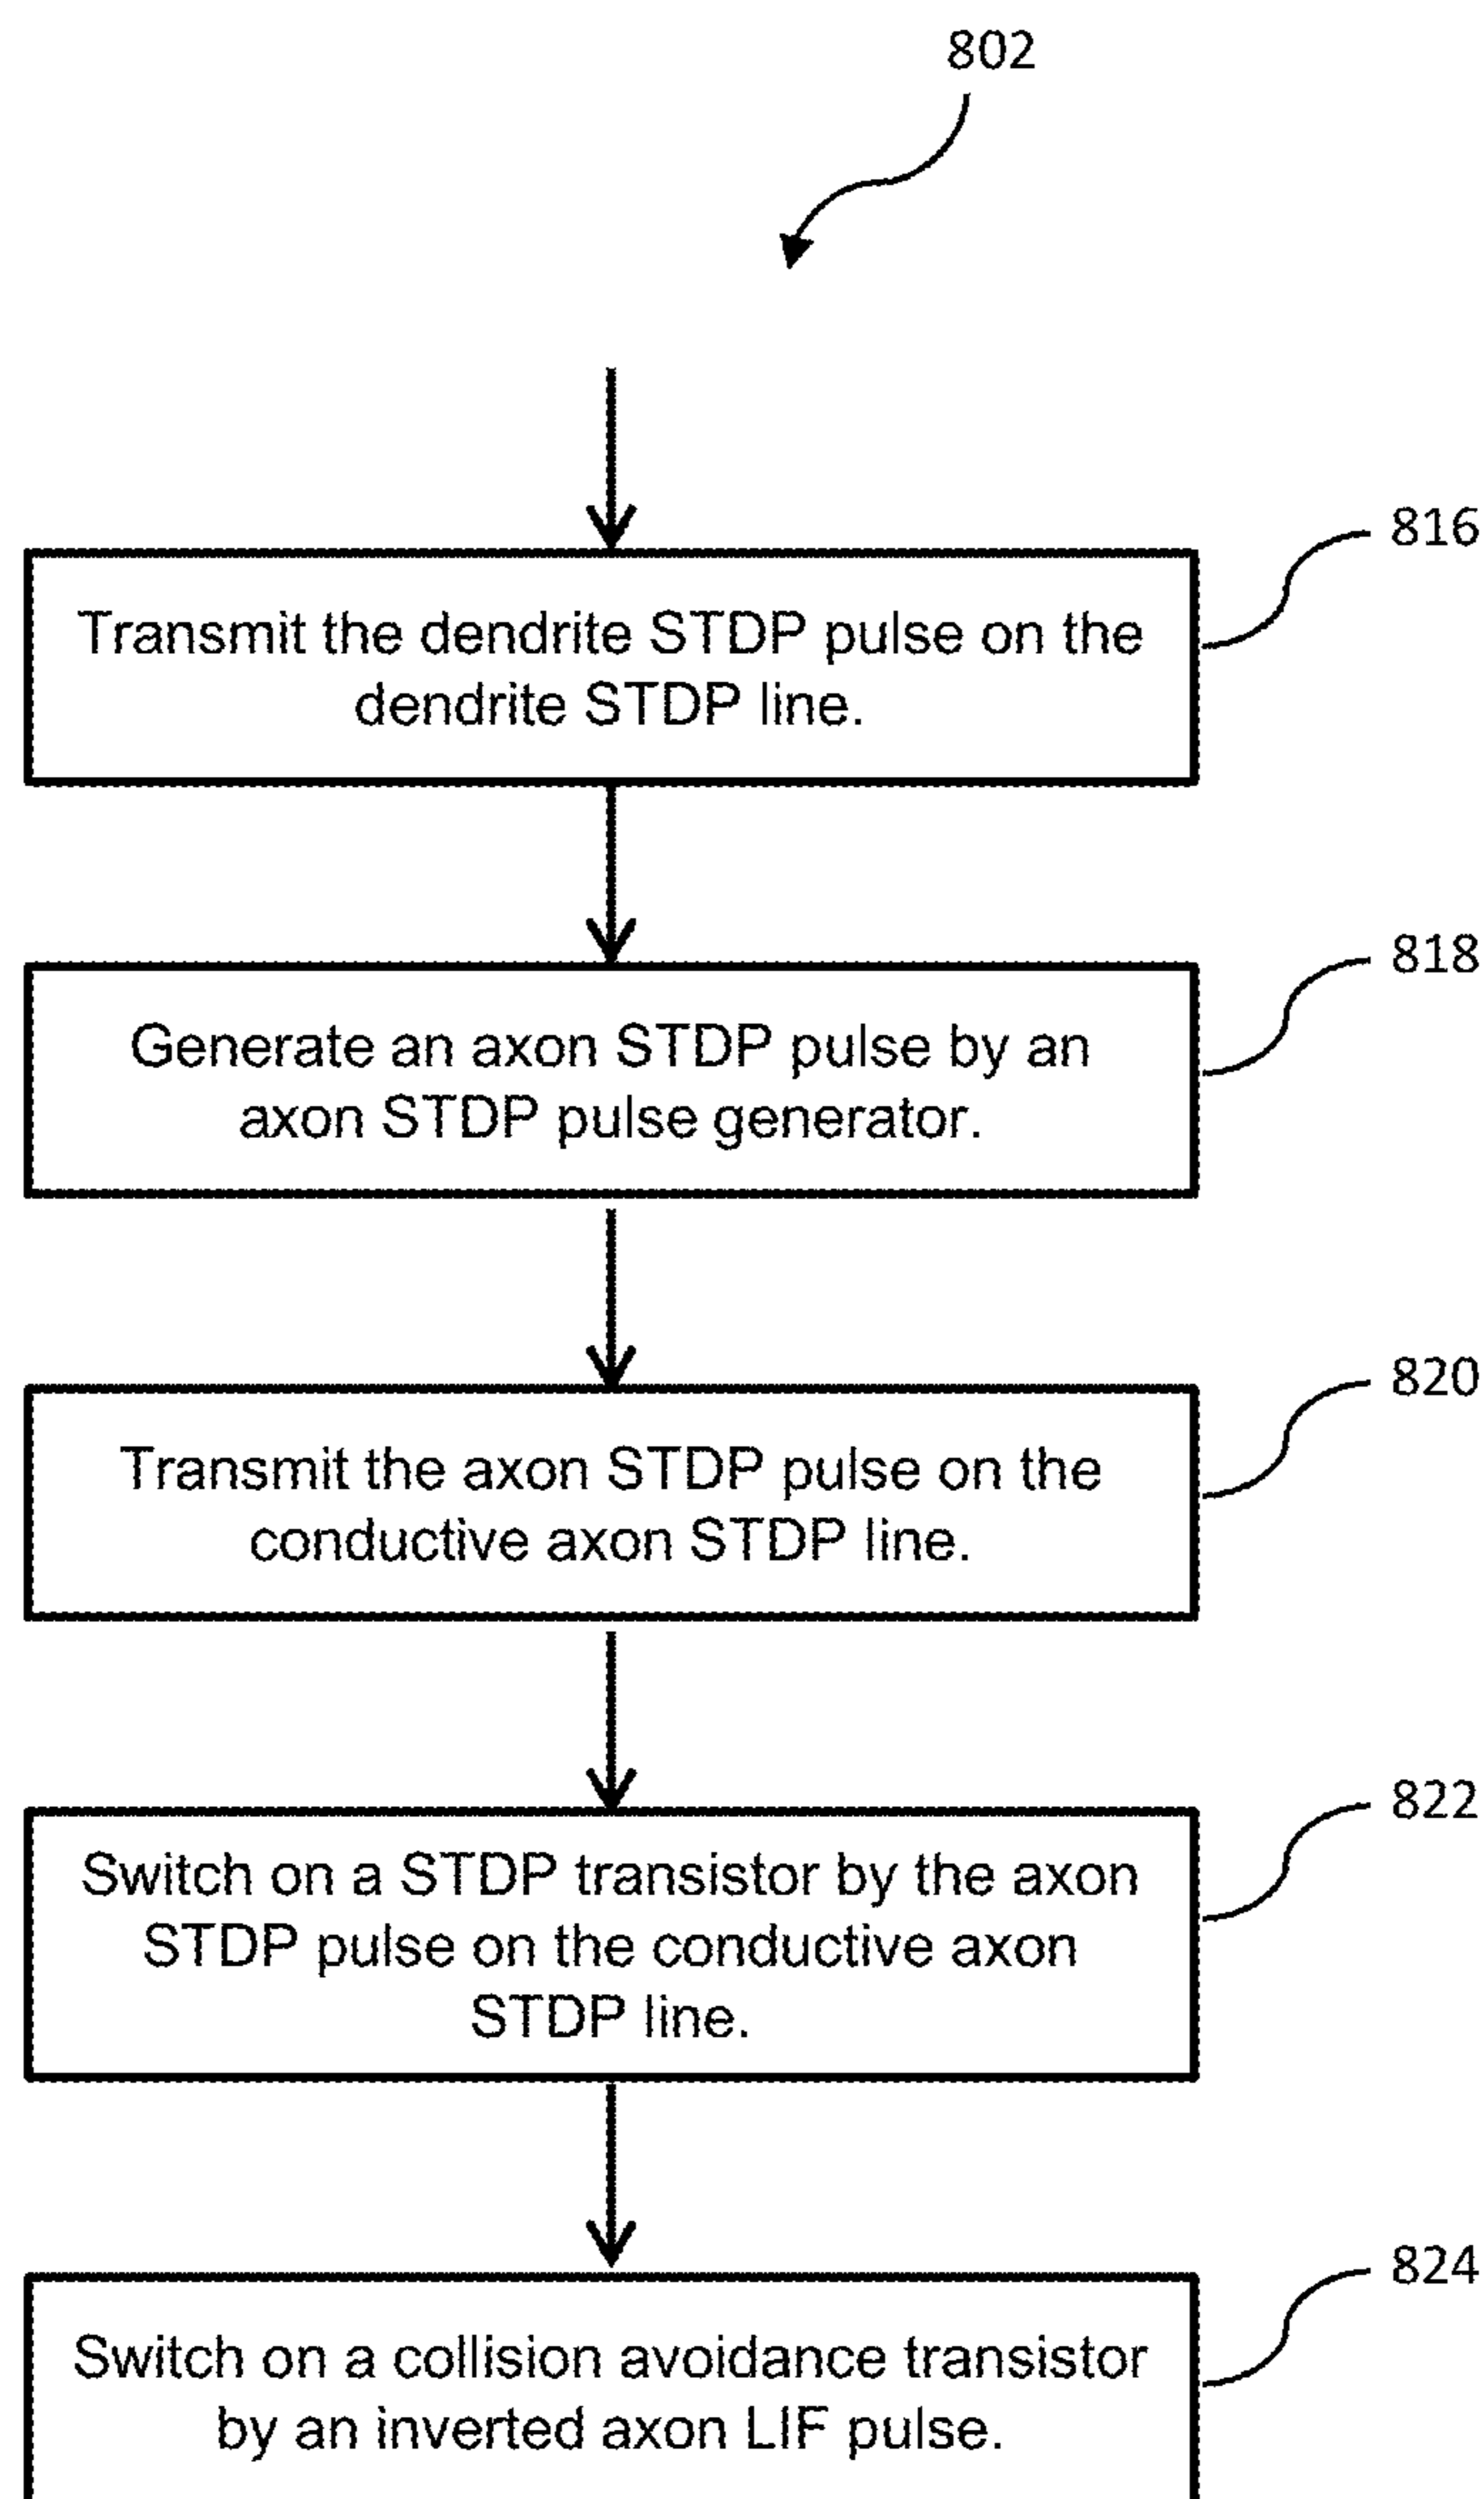 802
816
Transmit the dendrite STDP pulse on the
dendrite STDP line.
818
Generate an axon STDP pulse by an
axon STDP pulse generator.
820
Transmit the axon STDP pulse on the
conductive axon STDP line.
822
Switch on a STDP transistor by the axon
STDP pulse on the conductive axon
STDP line.
824
Switch on a collision avoidance transistor
by an inverted axon LIF pulse.